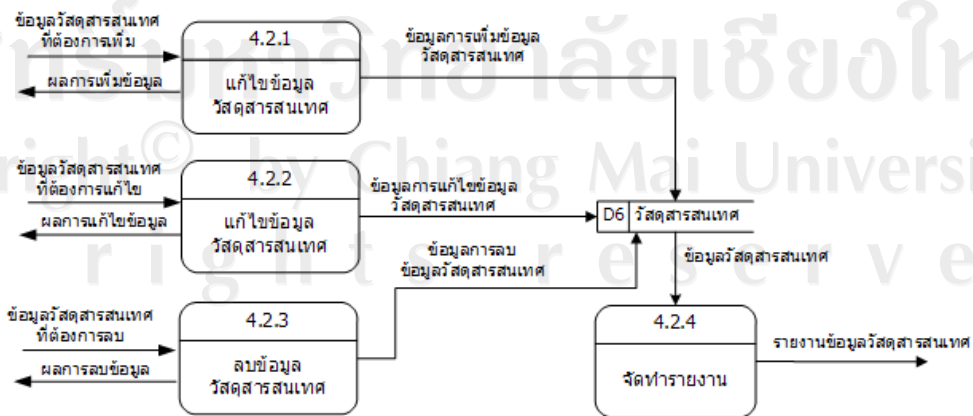 ข้อมูลวัสดุสารสนเทศ
ที่ต้องการเพิ่ม
ผลการเพิ่มข้อมูล
4.2.1
แก้ไขข้อมูล
วัสดุสารสนเทศ
ข้อมูลการเพิ่มข้อมูล
วัสดุสารสนเทศ
ข้อมูลวัสดุสารสนเทศ
ที่ต้องการแก้ไข
ผลการแก้ไขข้อมูล
4.2.2
แก้ไขข้อมูล
วัสดุสารสนเทศ
ข้อมูลการแก้ไขข้อมูล
วัสดุสารสนเทศ
D6 วัสดุสารสนเทศ
ข้อมูลการลบ
ข้อมูลวัสดุสารสนเทศ
ข้อมูลวัสดุสารสนเทศ
ข้อมูลวัสดุสารสนเทศ
ที่ต้องการลบ
ผลการลบข้อมูล
4.2.3
ลบข้อมูล
วัสดุสารสนเทศ
4.2.4
จัดทำรายงาน
รายงานข้อมูลวัสดุสารสนเทศ
right© by Chiang Mai Universi
rights reserve